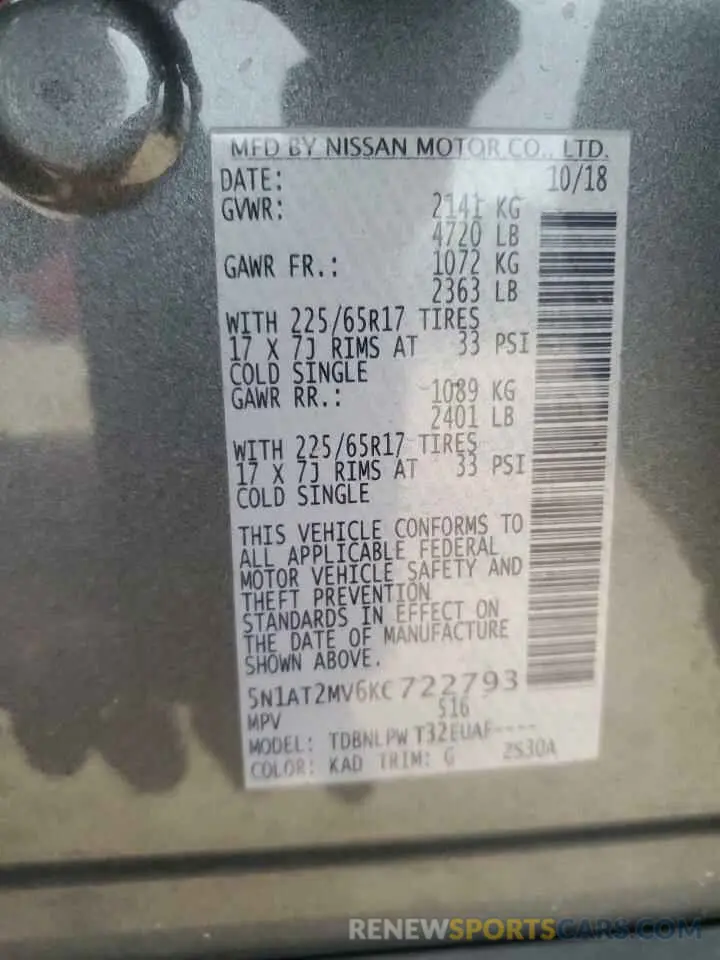 MFD BY NISSAN MOTOR CO., LTD.
DATE: 10/18
GVWR: 2141 KG
4720 LB
GAWR FR.: 1072 KG
2363 LB
WITH 225/65R17 TIRES
17 X 7J RIMS AT 33 PSI
COLD SINGLE
GAWR RR.: 1089 KG
2401 LB
WITH 225/65R17 TIRES
17 X 7J RIMS AT 33 PSI
COLD SINGLE
THIS VEHICLE CONFORMS TO
ALL APPLICABLE FEDERAL
MOTOR VEHICLE SAFETY AND
THEFT PREVENTION
STANDARDS IN EFFECT ON
THE DATE OF MANUFACTURE
SHOWN ABOVE.
5N1AT2MV6KC722793
MPV S16
MODEL: TDBNLPW T32EUAF----
COLOR: KAD TRIM: G 2S30A
RENEWSPORTSCARS.COM